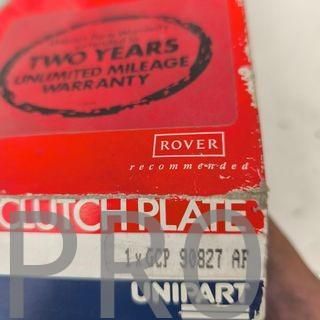 TWO YEARS
UNLIMITED MILEAGE
WARRANTY
ROVER
recommended
CLUTCH PLATE
1 x GCP 90827 AF
UNIPART
PRO